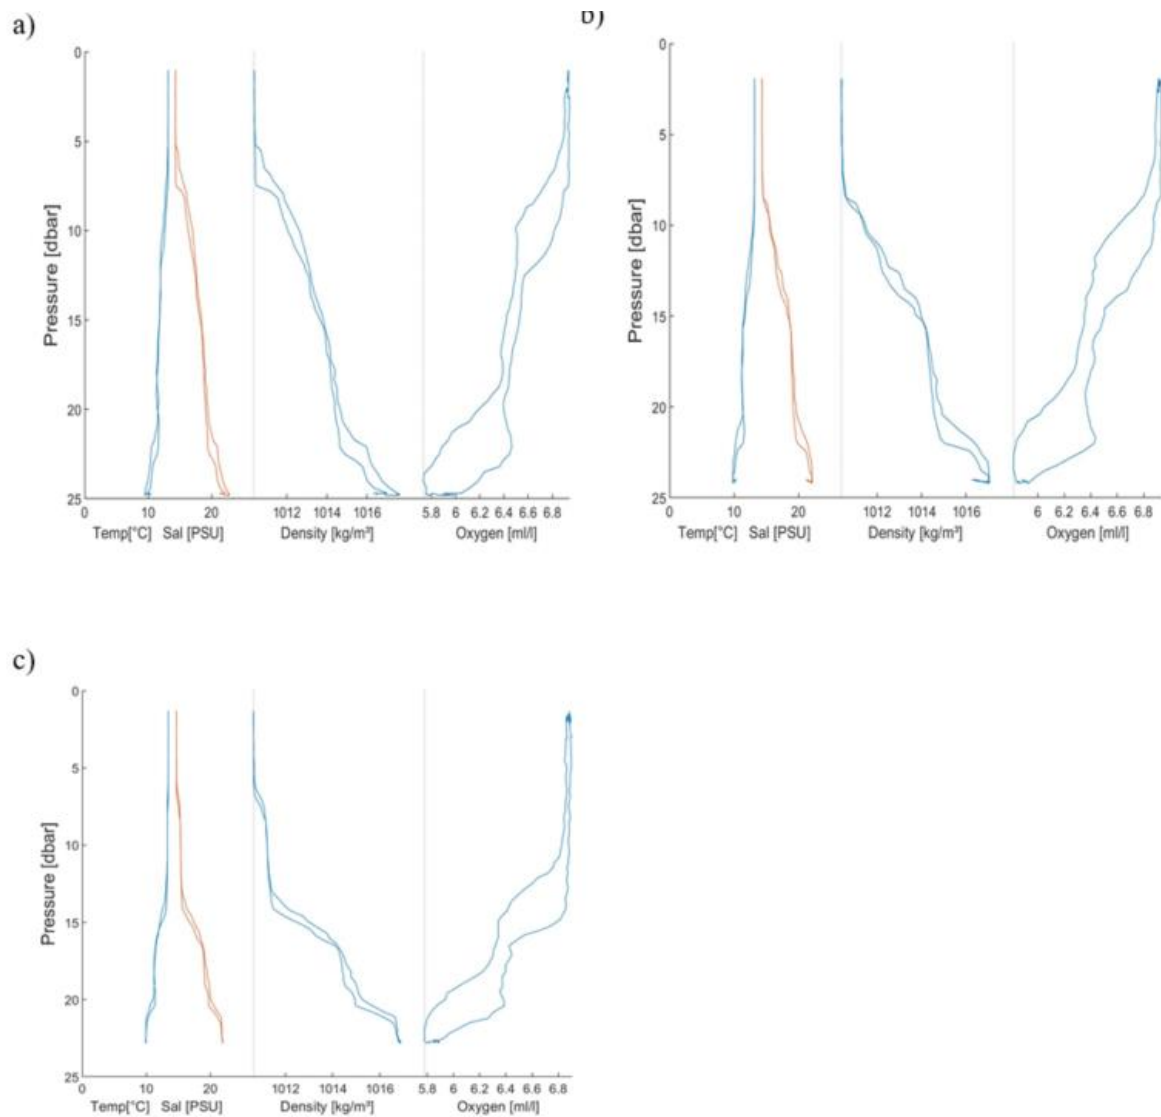 a)
0
5
10
15
20
25
Pressure [dbar]
0 10 20 1012 1014 1016 5.8 6 6.2 6.4 6.6 6.8
Temp[°C] Sal [PSU] Density [kg/m³] Oxygen [ml/l]
b)
0
5
10
15
20
25
Pressure [dbar]
0 10 20 1012 1014 1016 6 6.2 6.4 6.6 6.8
Temp[°C] Sal [PSU] Density [kg/m³] Oxygen [ml/l]
c)
0
5
10
15
20
25
Pressure [dbar]
0 10 20 1012 1014 1016 5.8 6 6.2 6.4 6.6 6.8
Temp[°C] Sal [PSU] Density [kg/m³] Oxygen [ml/l]